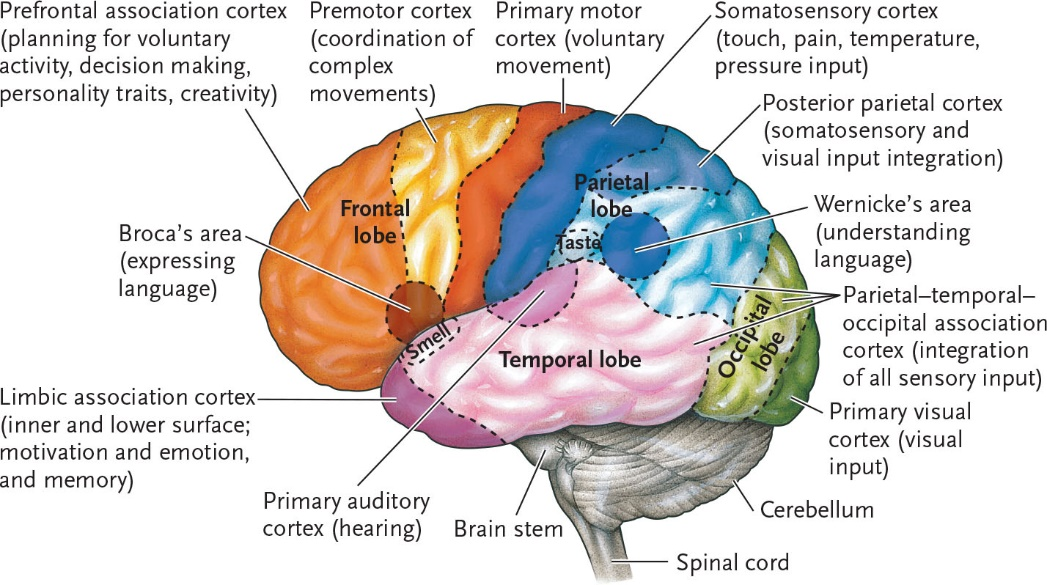 Prefrontal association cortex
(planning for voluntary
activity, decision making,
personality traits, creativity)
Premotor cortex
(coordination of
complex
movements)
Primary motor
cortex (voluntary
movement)
Somatosensory cortex
(touch, pain, temperature,
pressure input)
Posterior parietal cortex
(somatosensory and
visual input integration)
Parietal
lobe
Frontal
lobe
Wernicke’s area
(understanding
language)
Broca’s area
(expressing
language)
Taste
Parietal–temporal–
occipital association
cortex (integration
of all sensory input)
Smell
Temporal lobe
Occipital
lobe
Limbic association cortex
(inner and lower surface;
motivation and emotion,
and memory)
Primary visual
cortex (visual
input)
Primary auditory
cortex (hearing)
Brain stem
Cerebellum
Spinal cord